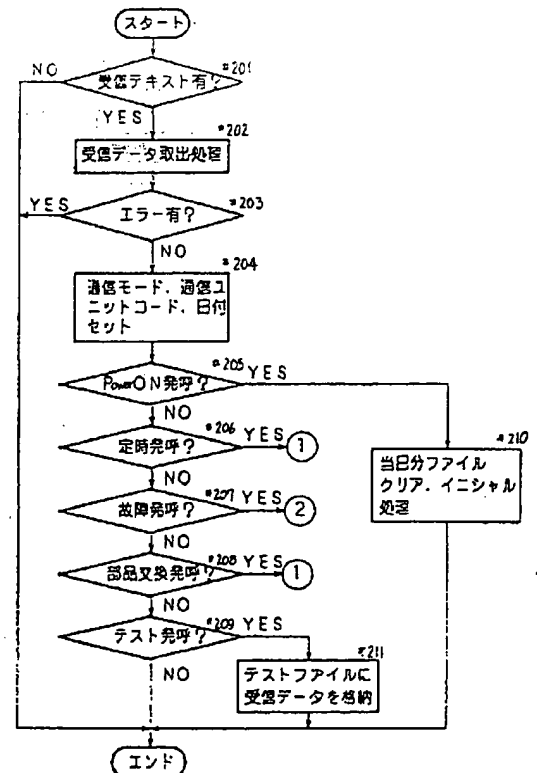 スタート
*201
NO
受信テキスト有?
YES
*202
受信データ取出処理
YES
*203
エラー有?
NO
*204
通信モード、通信ユ
ニットコード、日付
セット
*205
PowerON発呼?
YES
NO
*206
定時発呼?
YES
①
NO
*207
故障発呼?
YES
②
*210
当日分ファイル
クリア、イニシャル
処理
NO
*208
部品交換発呼?
YES
①
NO
*209
テスト発呼?
YES
NO
*211
テストファイルに
受信データを格納
エンド